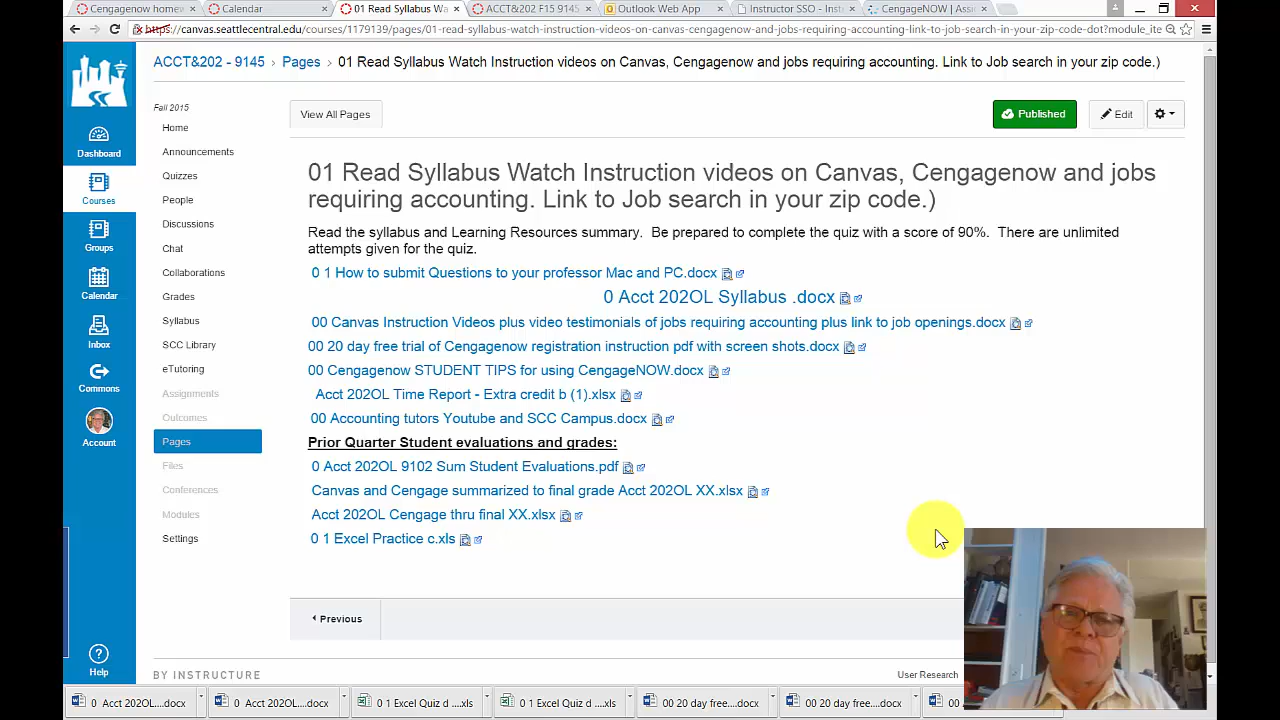 Cengagenow homew
Calendar
01 Read Syllabus Wa
ACCT&202 F15 9145
Outlook Web App
Instructor SSO - Inst
CengageNOW | Assi
https://canvas.seattlecentral.edu/courses/1179139/pages/01-read-syllabus-watch-instruction-videos-on-canvas-cengagenow-and-jobs-requiring-accounting-link-to-job-search-in-your-zip-code-dot?module_ite
ACCT&202 - 9145 › Pages › 01 Read Syllabus Watch Instruction videos on Canvas, Cengagenow and jobs requiring accounting. Link to Job search in your zip code.)
Dashboard
Courses
Groups
Calendar
Inbox
Commons
Account
Help
Fall 2015
Home
Announcements
Quizzes
People
Discussions
Chat
Collaborations
Grades
Syllabus
SCC Library
eTutoring
Assignments
Outcomes
Pages
Files
Conferences
Modules
Settings
View All Pages
Published
Edit
01 Read Syllabus Watch Instruction videos on Canvas, Cengagenow and jobs
requiring accounting. Link to Job search in your zip code.)
Read the syllabus and Learning Resources summary. Be prepared to complete the quiz with a score of 90%. There are unlimited
attempts given for the quiz.
0 1 How to submit Questions to your professor Mac and PC.docx
0 Acct 202OL Syllabus .docx
00 Canvas Instruction Videos plus video testimonials of jobs requiring accounting plus link to job openings.docx
00 20 day free trial of Cengagenow registration instruction pdf with screen shots.docx
00 Cengagenow STUDENT TIPS for using CengageNOW.docx
Acct 202OL Time Report - Extra credit b (1).xlsx
00 Accounting tutors Youtube and SCC Campus.docx
Prior Quarter Student evaluations and grades:
0 Acct 202OL 9102 Sum Student Evaluations.pdf
Canvas and Cengage summarized to final grade Acct 202OL XX.xlsx
Acct 202OL Cengage thru final XX.xlsx
0 1 Excel Practice c.xls
Previous
BY INSTRUCTURE
User Research
0 Acct 202OL....docx
0 Acct 202OL....docx
0 1 Excel Quiz d ....xls
0 1 Excel Quiz d ....xls
00 20 day free....docx
00 20 day free....docx
00